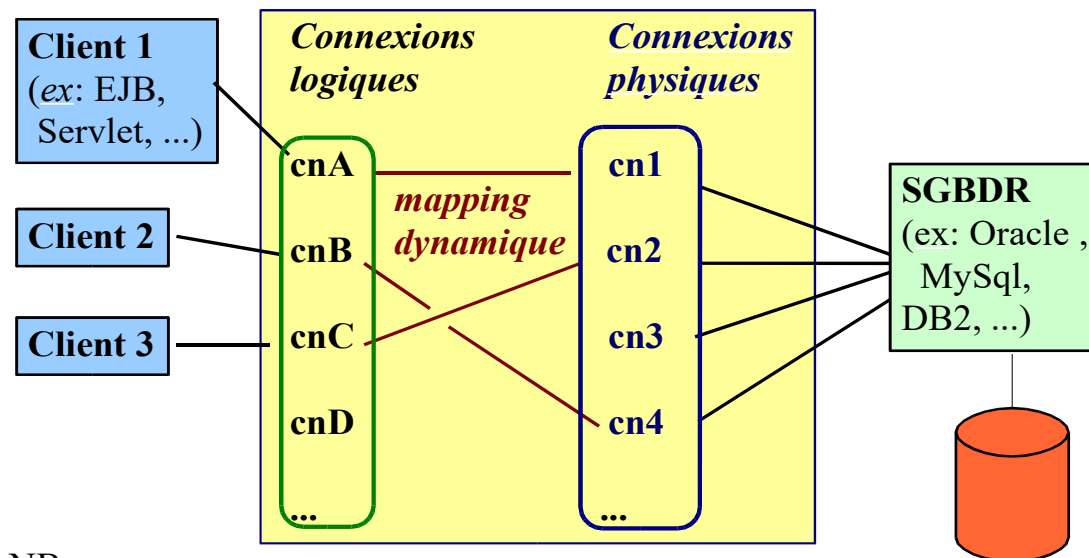 Client 1
(ex: EJB,
Servlet, ...)
Client 2
Client 3
Connexions
logiques
cnA
cnB
cnC
cnD
...
mapping
dynamique
Connexions
physiques
cn1
cn2
cn3
cn4
...
SGBDR
(ex: Oracle ,
MySql,
DB2, ...)